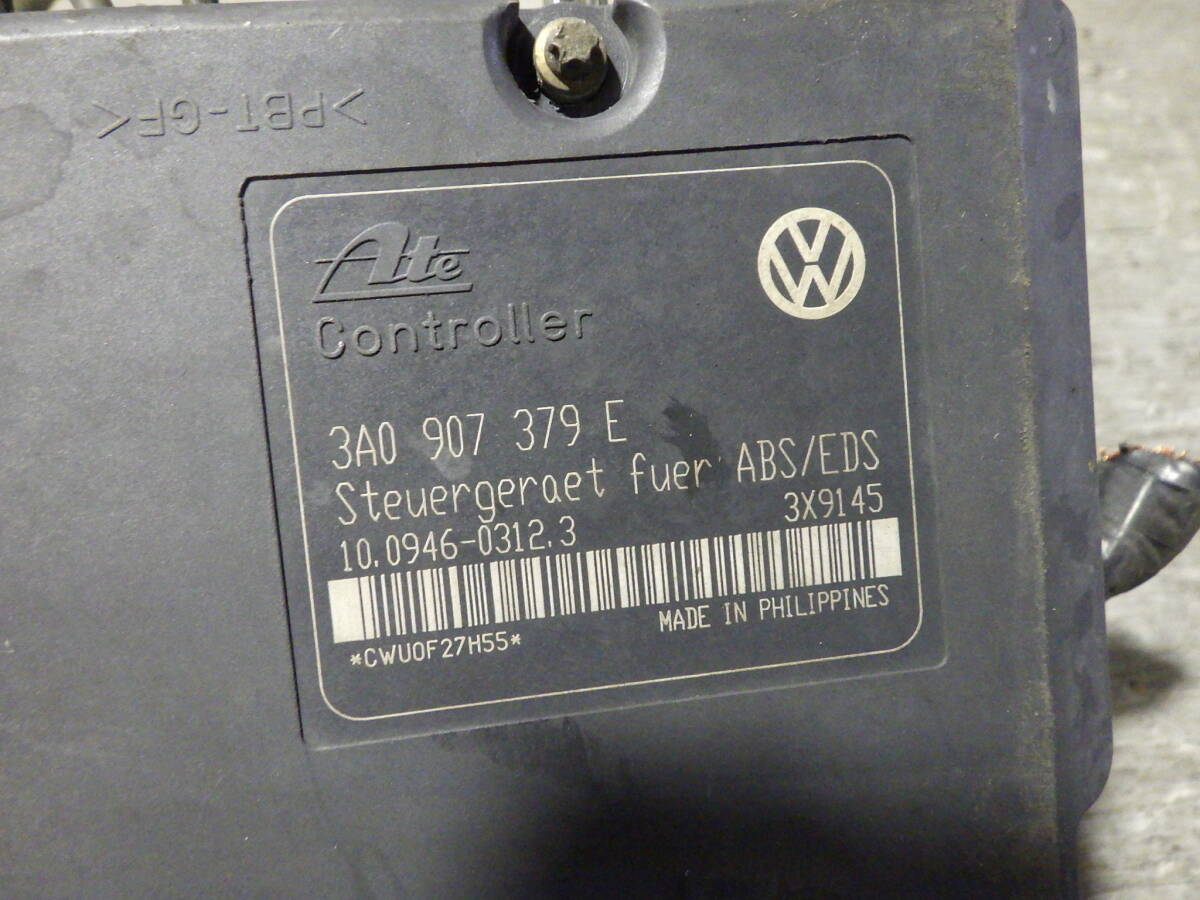 >PBT-GF<
Ate
Controller
3A0 907 379 E
Steuergeraet fuer ABS/EDS
10.0946-0312.3 3X9145
*CWU0F27H55* MADE IN PHILIPPINES